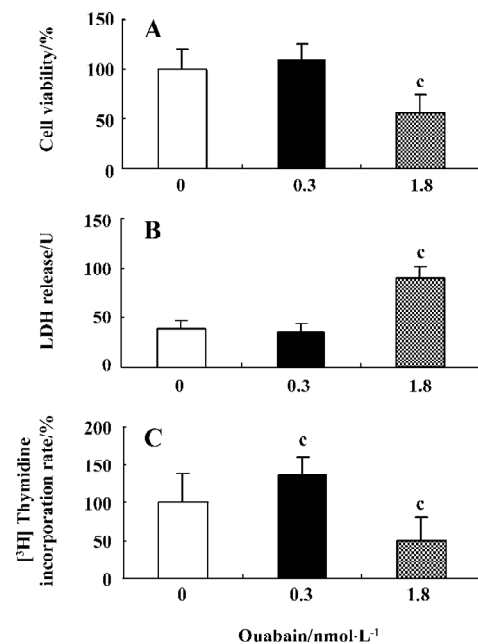 A
Cell viability/%
150
100
50
0
c
0 0.3 1.8
B
LDH release/U
150
100
50
0
c
0 0.3 1.8
C
[³H] Thymidine
incorporation rate/%
200
150
100
50
0
c
c
0 0.3 1.8
Ouabain/nmol·L⁻¹